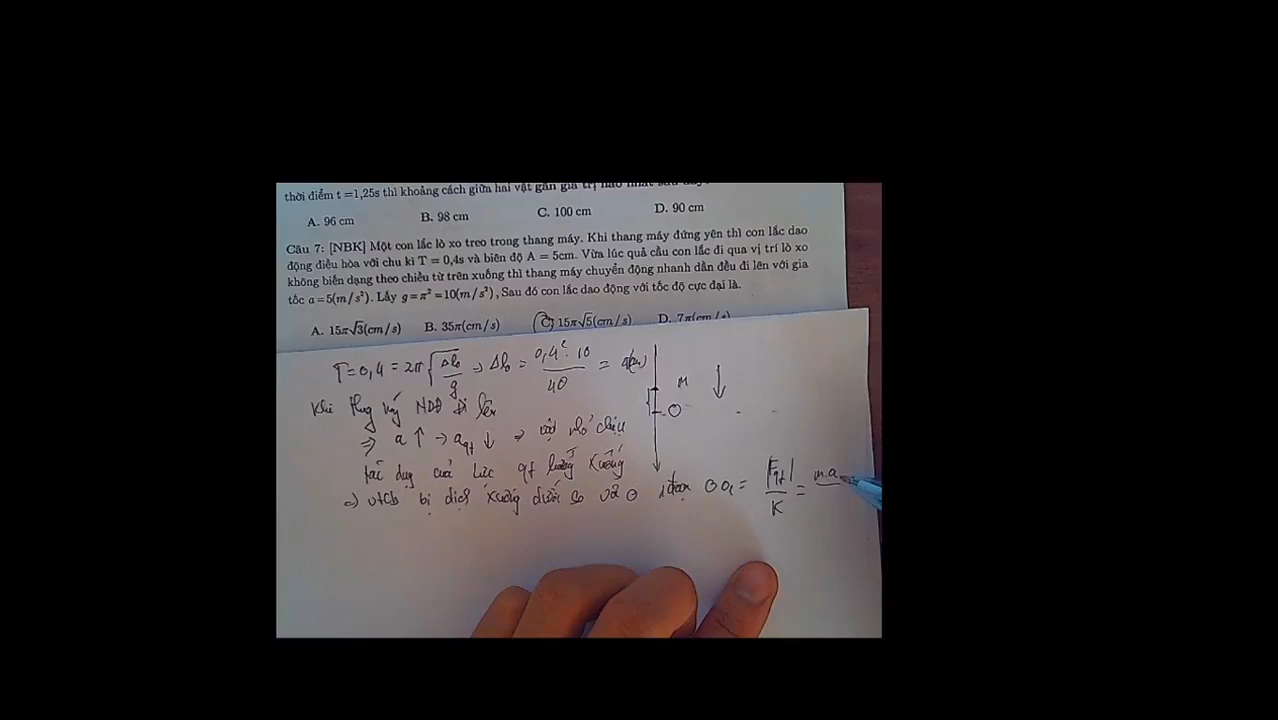 thời điểm t =1,25s thì khoảng cách giữa hai vật gần giá trị nào nhất sau đây
A. 96 cm B. 98 cm C. 100 cm D. 90 cm
Câu 7: [NBK] Một con lắc lò xo treo trong thang máy. Khi thang máy đứng yên thì con lắc dao
động điều hòa với chu kì T = 0,4s và biên độ A = 5cm. Vừa lúc quả cầu con lắc đi qua vị trí lò xo
không biến dạng theo chiều từ trên xuống thì thang máy chuyển động nhanh dần đều đi lên với gia
tốc a = 5(m/s²). Lấy g = π² = 10(m/s²), Sau đó con lắc dao động với tốc độ cực đại là.
A. 15π√3(cm/s) B. 35π(cm/s) C. 15π√5(cm/s) D. 7π(cm/s)
T=0,4 = 2π√(Δl₀/g) → Δl₀ = (0,4².10)/40 =
M ↓
O
Khi thg máy NDĐ đi lên
⇒ a ↑ → a_qt ↓ ⇒ vật nhỏ chịu
tác dụng của lực qt hướng xuống
vtcb bị dịch xuống dưới so với O 1 đoạn OO₁ = |F_qt|/K = m.a